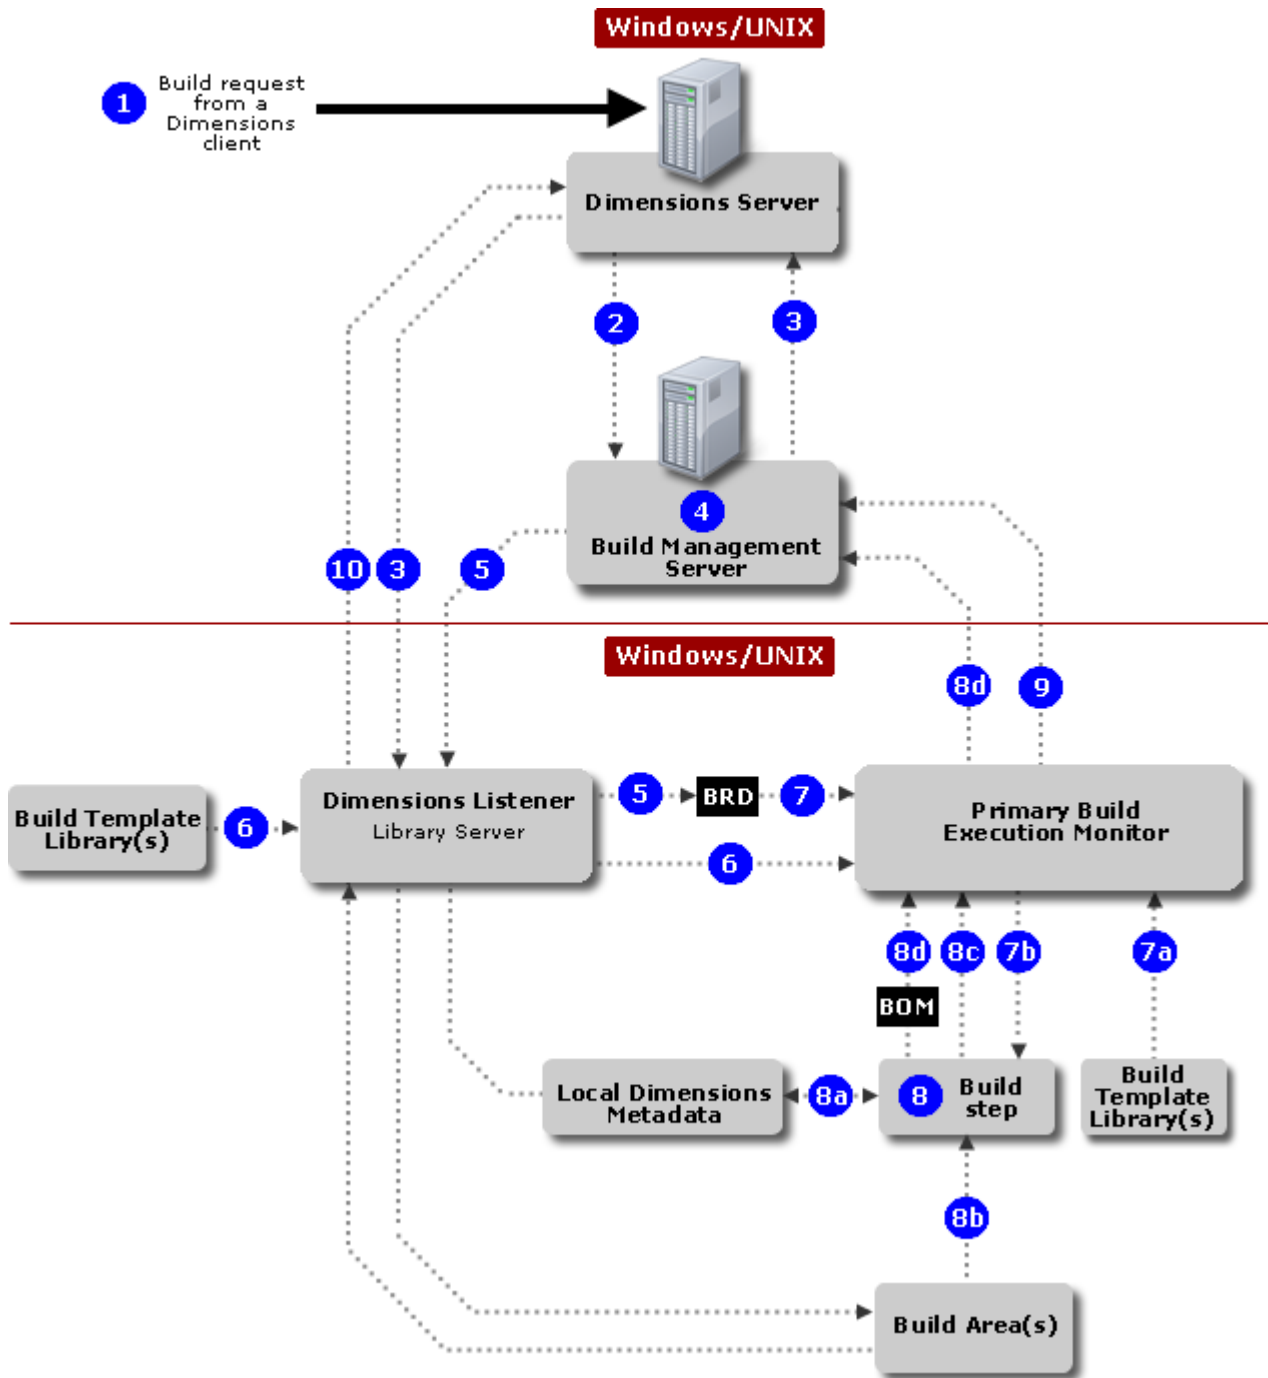 Windows/UNIX
1
Build request
from a
Dimensions
client
Dimensions Server
2
3
4
Build Management
Server
10
3
5
Windows/UNIX
8d
9
Build Template
Library(s)
6
Dimensions Listener
Library Server
5
BRD
7
6
Primary Build
Execution Monitor
8d
8c
7b
7a
BOM
Local Dimensions
Metadata
8a
8
Build
step
Build
Template
Library(s)
8b
Build Area(s)